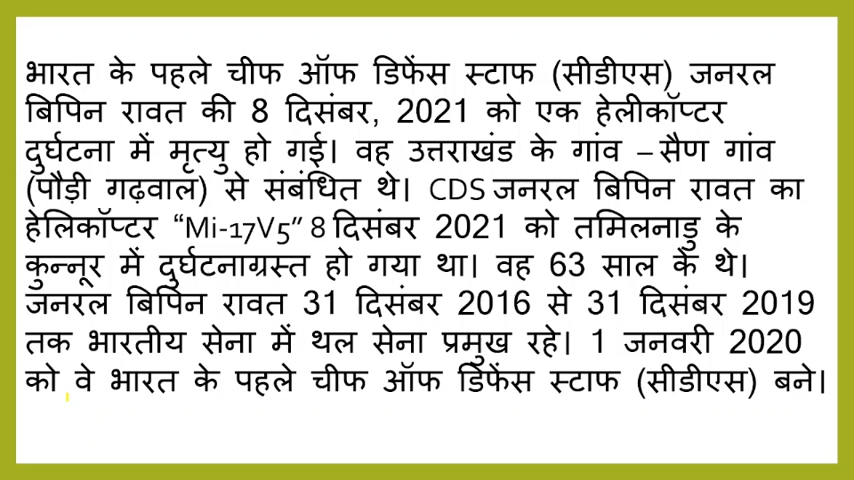 भारत के पहले चीफ ऑफ डिफेंस स्टाफ (सीडीएस) जनरल
बिपिन रावत की 8 दिसंबर, 2021 को एक हेलीकॉप्टर
दुर्घटना में मृत्यु हो गई। वह उत्तराखंड के गांव – सैण गांव
(पौड़ी गढ़वाल) से संबंधित थे। CDS जनरल बिपिन रावत का
हेलिकॉप्टर “Mi-17V5” 8 दिसंबर 2021 को तमिलनाडु के
कुन्नूर में दुर्घटनाग्रस्त हो गया था। वह 63 साल के थे।
जनरल बिपिन रावत 31 दिसंबर 2016 से 31 दिसंबर 2019
तक भारतीय सेना में थल सेना प्रमुख रहे। 1 जनवरी 2020
को वे भारत के पहले चीफ ऑफ डिफेंस स्टाफ (सीडीएस) बने।